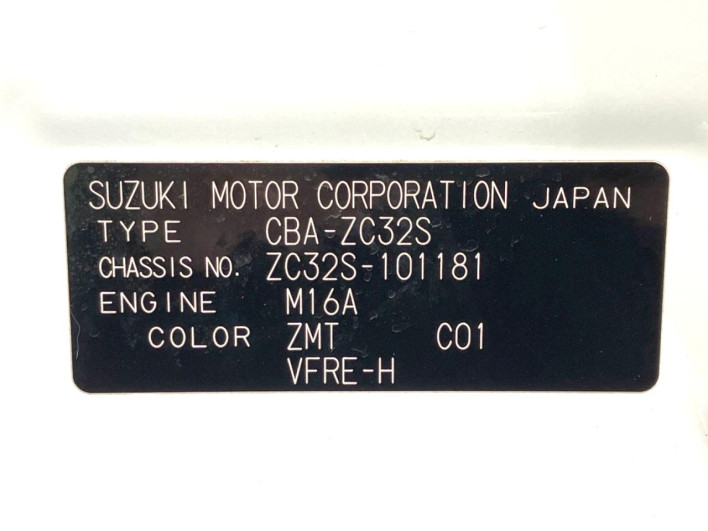 SUZUKI MOTOR CORPORATION JAPAN
TYPE CBA-ZC32S
CHASSIS NO. ZC32S-101181
ENGINE M16A
COLOR ZMT C01
VFRE-H